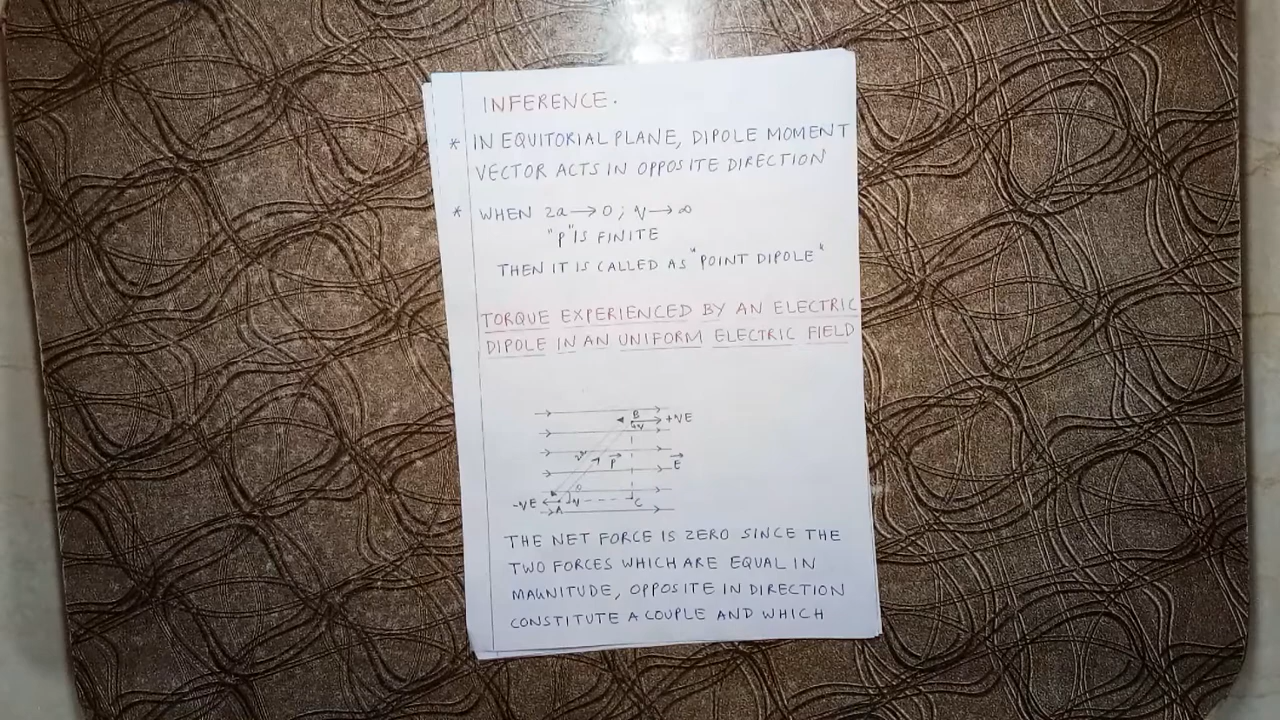 INFERENCE.
* IN EQUITORIAL PLANE, DIPOLE MOMENT
VECTOR ACTS IN OPPOSITE DIRECTION
* WHEN 2a→0; q→∞
"P" IS FINITE
THEN IT IS CALLED AS "POINT DIPOLE"
TORQUE EXPERIENCED BY AN ELECTRIC
DIPOLE IN AN UNIFORM ELECTRIC FIELD
B
+qE
+q
P
E
-qE
A
C
THE NET FORCE IS ZERO SINCE THE
TWO FORCES WHICH ARE EQUAL IN
MAGNITUDE, OPPOSITE IN DIRECTION
CONSTITUTE A COUPLE AND WHICH